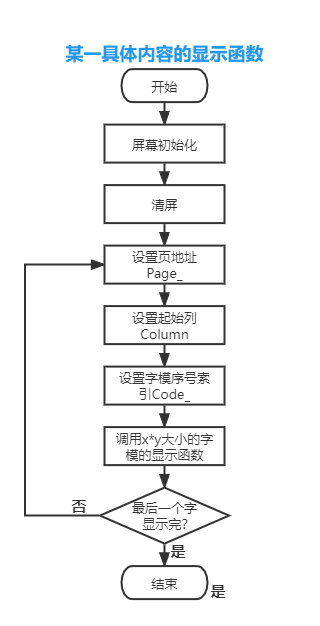 某一具体内容的显示函数
开始
屏幕初始化
清屏
设置页地址
Page_
设置起始列
Column
设置字模序号索
引Code_
调用x*y大小的字
模的显示函数
最后一个字
显示完?
否
是
结束
是